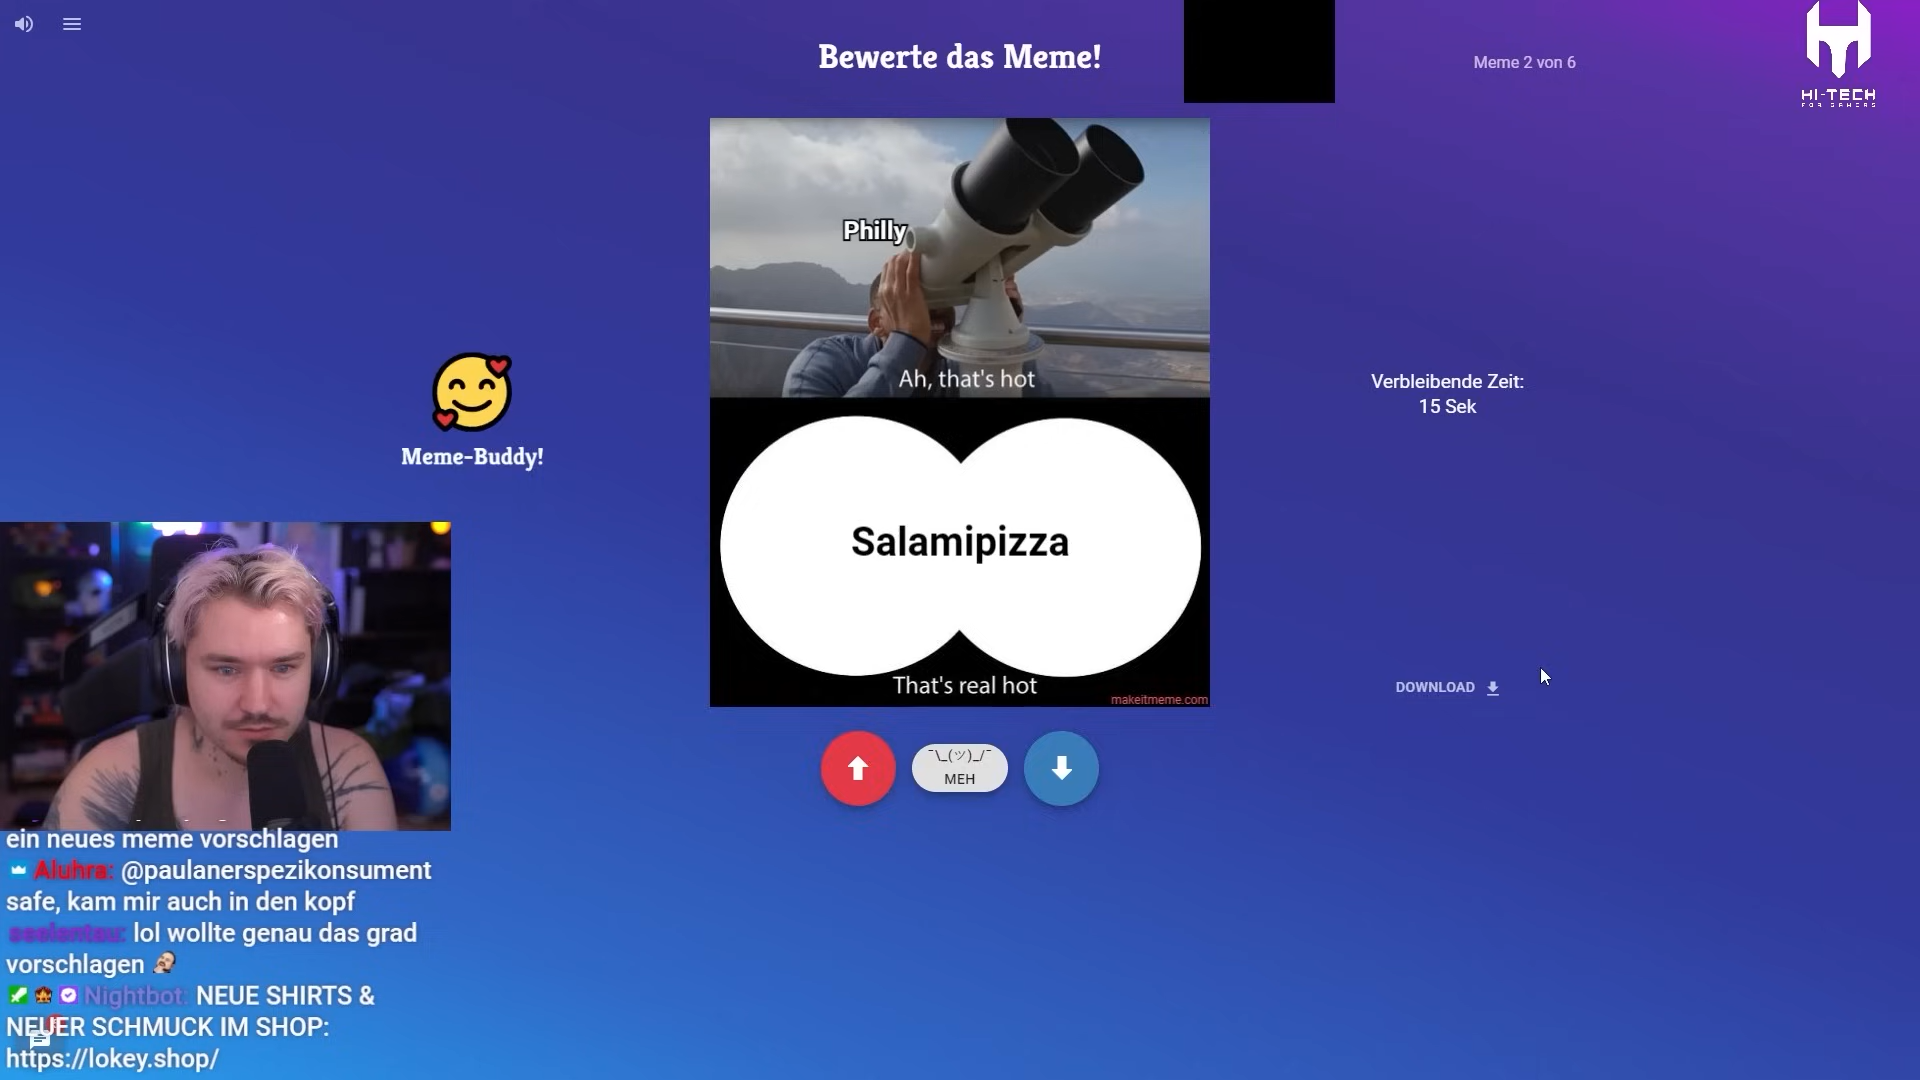 Bewerte das Meme!
Meme 2 von 6
HI-TECH
FOR GAMERS
Philly
Ah, that's hot
Salamipizza
That's real hot
makeitmeme.com
Meme-Buddy!
Verbleibende Zeit:
15 Sek
DOWNLOAD
¯\_(ツ)_/¯
MEH
ein neues meme vorschlagen
Aluhra: @paulanerspezikonsument
safe, kam mir auch in den kopf
seelentau: lol wollte genau das grad
vorschlagen
Nightbot: NEUE SHIRTS &
NEUER SCHMUCK IM SHOP:
https://lokey.shop/